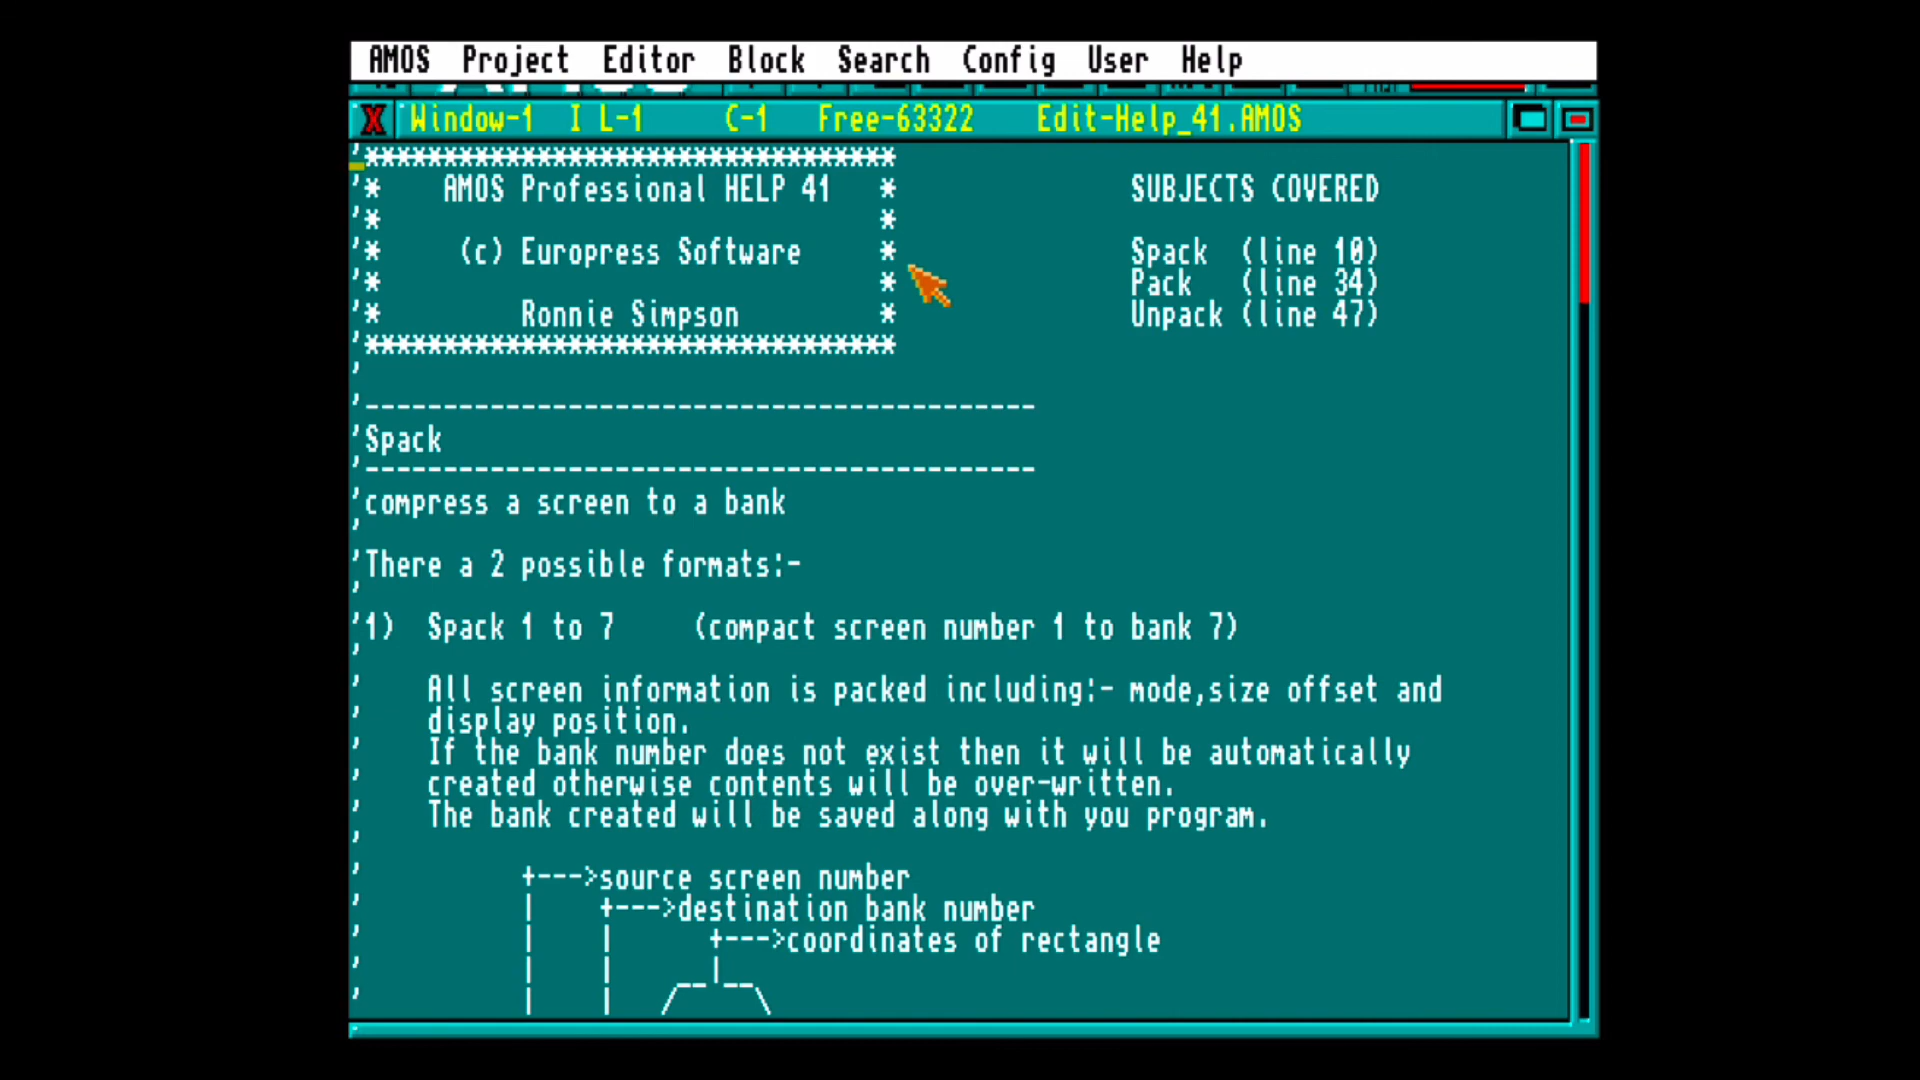 AMOS Project Editor Block Search Config User Help
X Window-1 I L-1 C-1 Free-63322 Edit-Help_41.AMOS
'**********************************
'* AMOS Professional HELP 41 * SUBJECTS COVERED
'* *
'* (c) Europress Software * Spack (line 10)
'* * Pack (line 34)
'* Ronnie Simpson * Unpack (line 47)
'**********************************
'
'-------------------------------------------
'Spack
'-------------------------------------------
'compress a screen to a bank
'
'There a 2 possible formats:-
'
'1) Spack 1 to 7 (compact screen number 1 to bank 7)
'
' All screen information is packed including:- mode,size offset and
' display position.
' If the bank number does not exist then it will be automatically
' created otherwise contents will be over-written.
' The bank created will be saved along with you program.
'
' +--->source screen number
' | +--->destination bank number
' | | +--->coordinates of rectangle
' | | |
' | | /--'--\